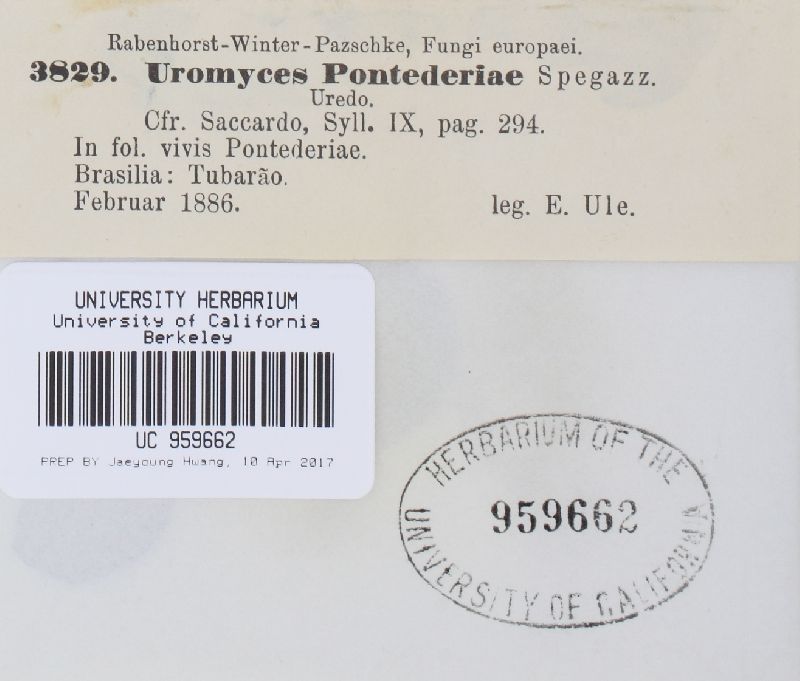 Rabenhorst-Winter-Pazschke, Fungi europaei.
3829. Uromyces Pontederiae Spegazz.
Uredo.
Cfr. Saccardo, Syll. IX, pag. 294.
In fol. vivis Pontederiae.
Brasilia: Tubarão.
Februar 1886. leg. E. Ule.
UNIVERSITY HERBARIUM
University of California
Berkeley
UC 959662
PREP BY Jaeyoung Hwang, 10 Apr 2017
HERBARIUM OF THE
959662
UNIVERSITY OF CALIFORNIA